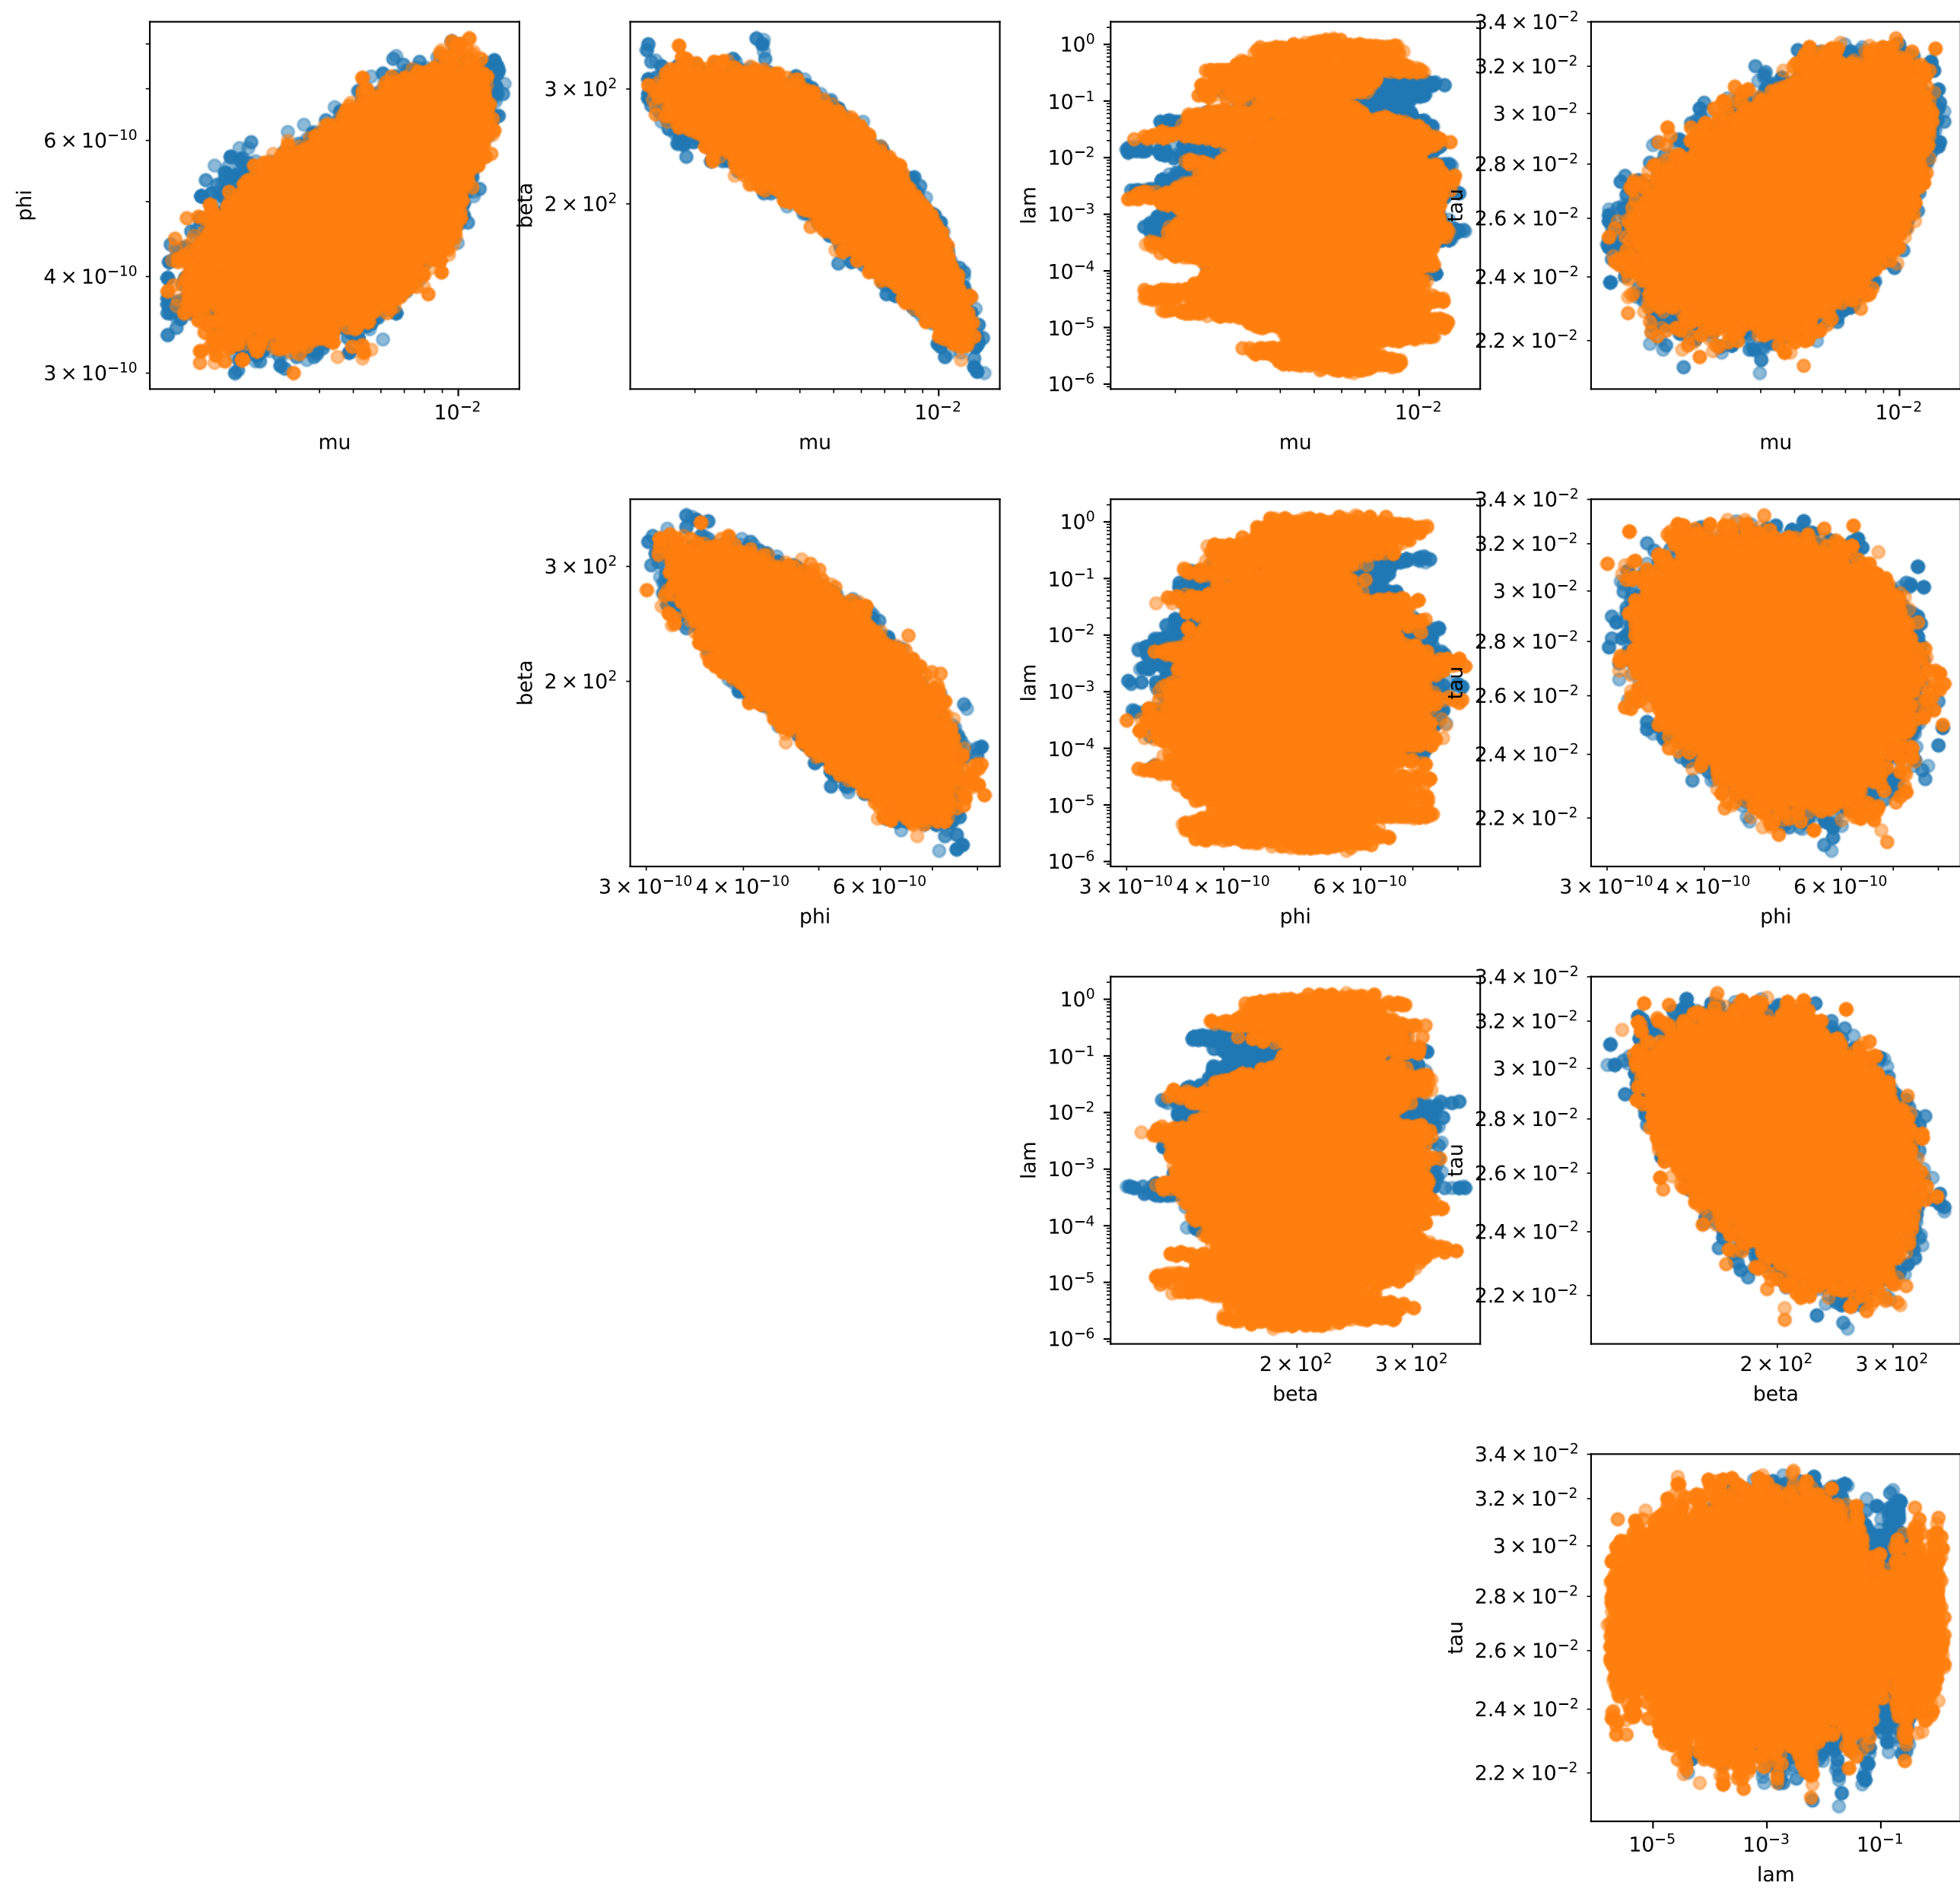 6 × 10⁻¹⁰
4 × 10⁻¹⁰
3 × 10⁻¹⁰
phi
10⁻²
mu
3 × 10²
2 × 10²
beta
10⁻²
mu
10⁰
10⁻¹
10⁻²
10⁻³
10⁻⁴
10⁻⁵
10⁻⁶
lam
10⁻²
mu
3.4 × 10⁻²
3.2 × 10⁻²
3 × 10⁻²
2.8 × 10⁻²
2.6 × 10⁻²
2.4 × 10⁻²
2.2 × 10⁻²
tau
10⁻²
mu
3 × 10²
2 × 10²
beta
3 × 10⁻¹⁰ 4 × 10⁻¹⁰ 6 × 10⁻¹⁰
phi
10⁰
10⁻¹
10⁻²
10⁻³
10⁻⁴
10⁻⁵
10⁻⁶
lam
3 × 10⁻¹⁰ 4 × 10⁻¹⁰ 6 × 10⁻¹⁰
phi
3.4 × 10⁻²
3.2 × 10⁻²
3 × 10⁻²
2.8 × 10⁻²
2.6 × 10⁻²
2.4 × 10⁻²
2.2 × 10⁻²
tau
3 × 10⁻¹⁰ 4 × 10⁻¹⁰ 6 × 10⁻¹⁰
phi
10⁰
10⁻¹
10⁻²
10⁻³
10⁻⁴
10⁻⁵
10⁻⁶
lam
2 × 10² 3 × 10²
beta
3.4 × 10⁻²
3.2 × 10⁻²
3 × 10⁻²
2.8 × 10⁻²
2.6 × 10⁻²
2.4 × 10⁻²
2.2 × 10⁻²
tau
2 × 10² 3 × 10²
beta
3.4 × 10⁻²
3.2 × 10⁻²
3 × 10⁻²
2.8 × 10⁻²
2.6 × 10⁻²
2.4 × 10⁻²
2.2 × 10⁻²
tau
10⁻⁵ 10⁻³ 10⁻¹
lam